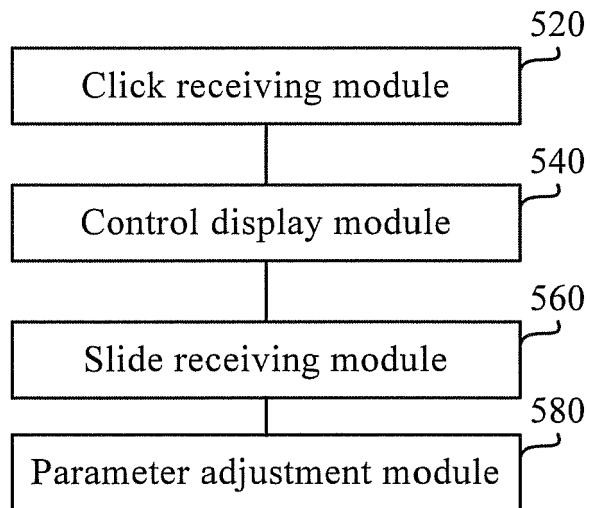 520
Click receiving module
540
Control display module
560
Slide receiving module
580
Parameter adjustment module